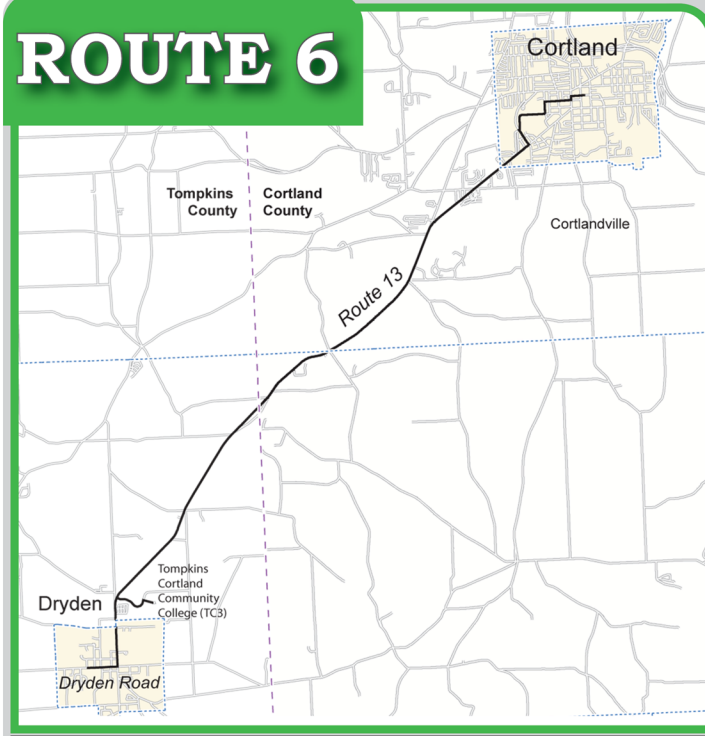 ROUTE 6
Cortland
Tompkins
County
Cortland
County
Cortlandville
Route 13
Tompkins
Cortland
Community
College (TC3)
Dryden
Dryden Road